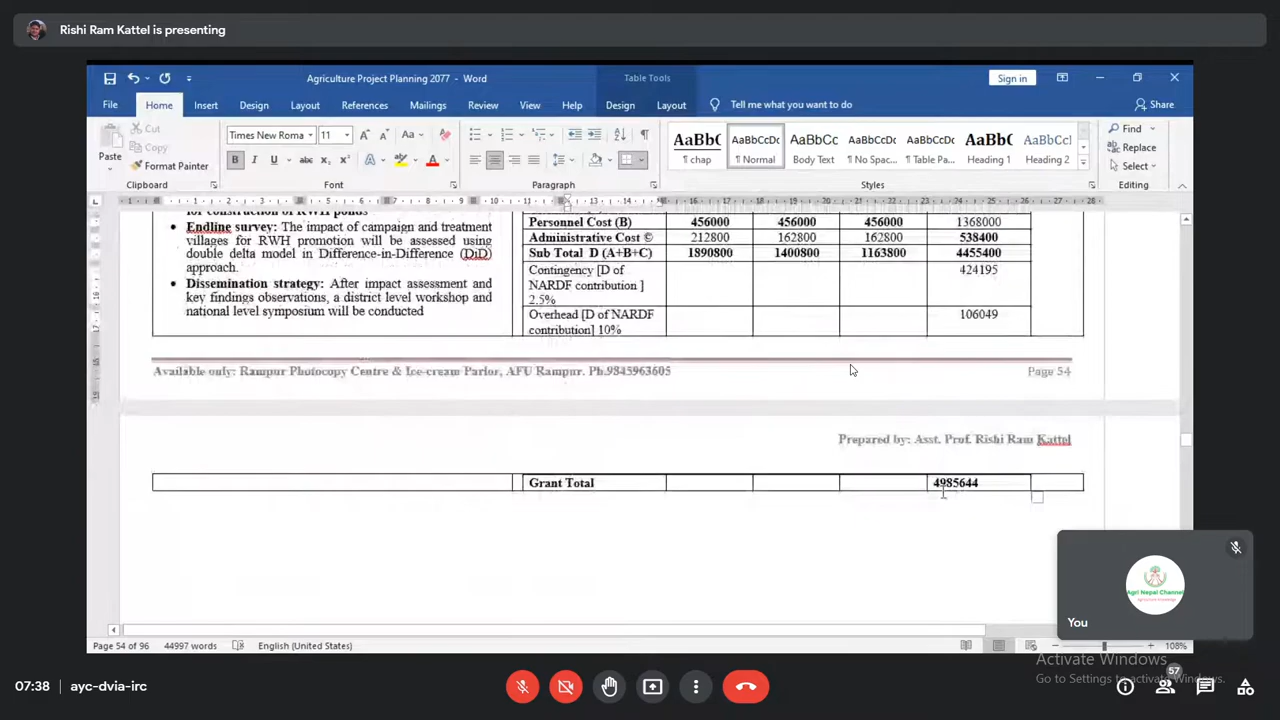 Rishi Ram Kattel is presenting
Agriculture Project Planning 2077 - Word
Table Tools
Sign in
File Home Insert Design Layout References Mailings Review View Help Design Layout Tell me what you want to do Share
Paste
Cut
Copy
Format Painter
Times New Roma 11
AaBbC AaBbCcDc AaBbCc AaBbCcDc AaBbCcDc AaBbC AaBbCcI
¶ chap ¶ Normal Body Text ¶ No Spac... ¶ Table Pa... Heading 1 Heading 2
Find
Replace
Select
Clipboard Font Paragraph Styles Editing
for construction of RWH ponds
Endline survey: The impact of campaign and treatment
villages for RWH promotion will be assessed using
double delta model in Difference-in-Difference (DiD)
approach.
Dissemination strategy: After impact assessment and
key findings observations, a district level workshop and
national level symposium will be conducted
Personnel Cost (B) 456000 456000 456000 1368000
Administrative Cost © 212800 162800 162800 538400
Sub Total D (A+B+C) 1890800 1400800 1163800 4455400
Contingency [D of 424195
NARDF contribution ]
2.5%
Overhead [D of NARDF 106049
contribution] 10%
Available only: Rampur Photocopy Centre & Ice-cream Parlor, AFU Rampur. Ph.9845963605 Page 54
Prepared by: Asst. Prof. Rishi Ram Kattel
Grant Total 4985644
Agri Nepal Channel
You
Page 54 of 96 44997 words English (United States) 108%
Activate Windows
Go to Settings to activate Windows.
07:38 | ayc-dvia-irc
57